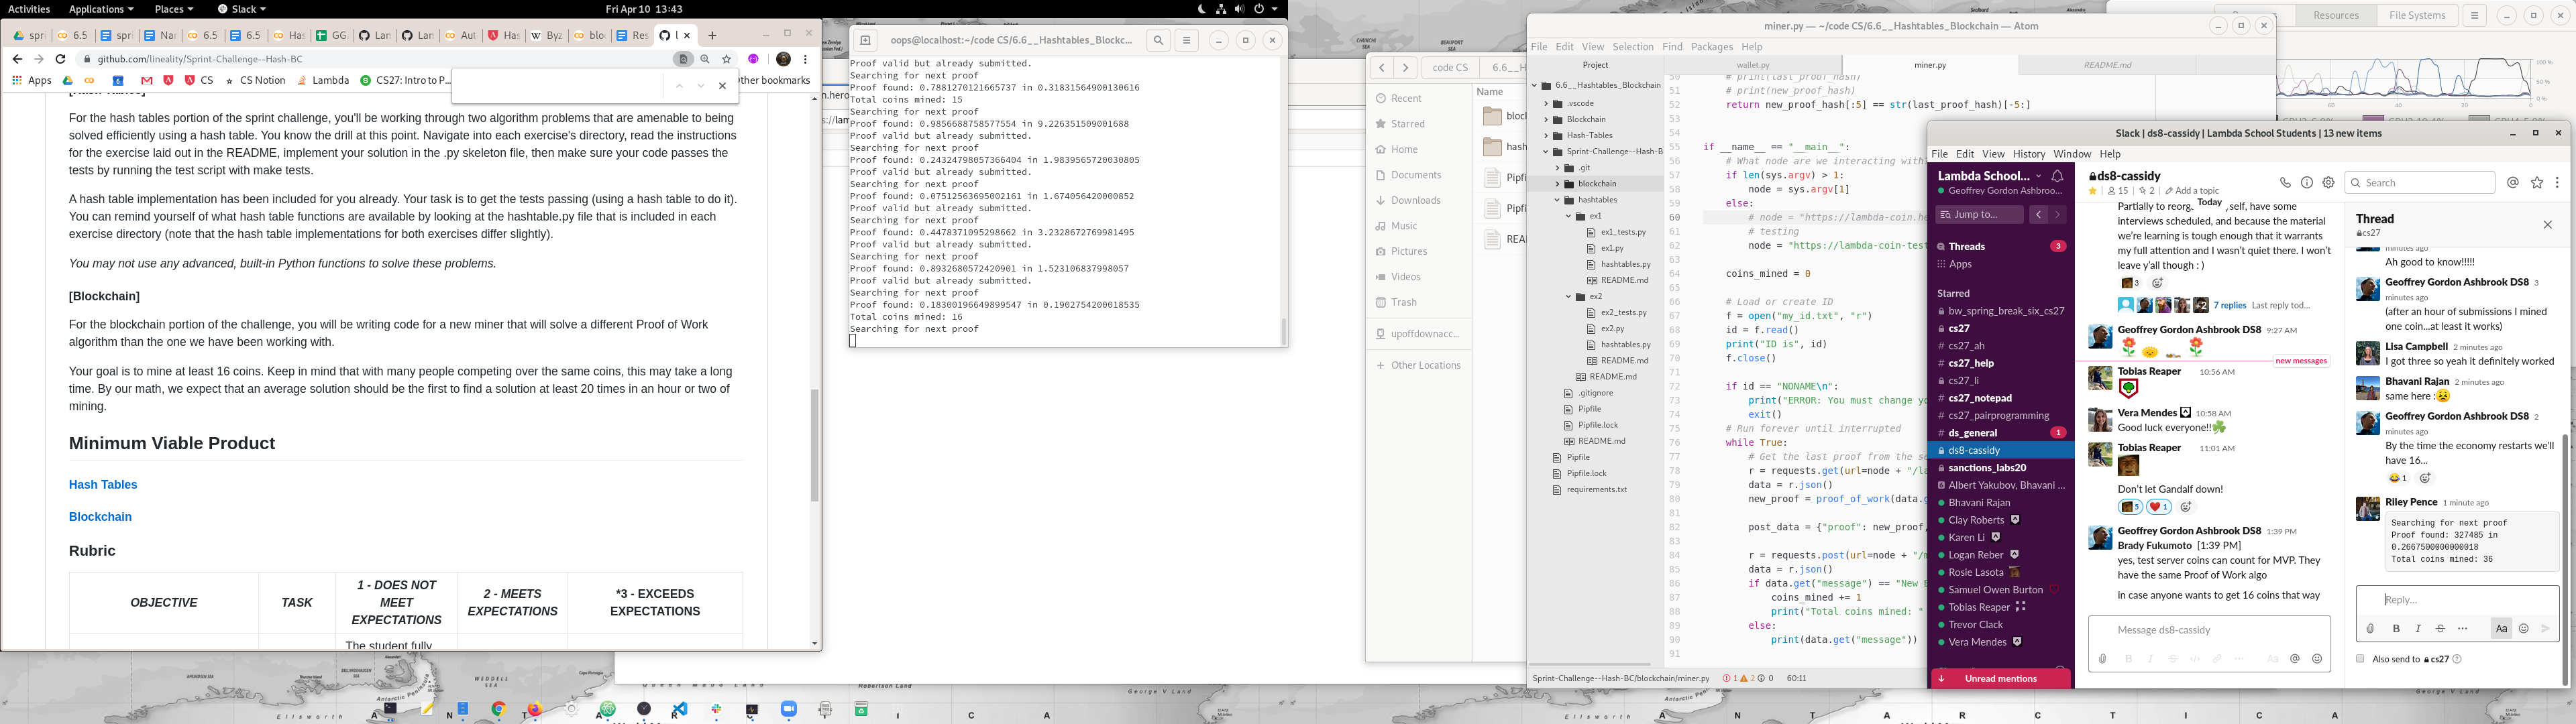 Activities Applications Places Slack Fri Apr 10 13:43
github.com/lineality/Sprint-Challenge--Hash-BC
Apps CS CS Notion Lambda CS27: Intro to P... Other bookmarks
For the hash tables portion of the sprint challenge, you'll be working through two algorithm problems that are amenable to being
solved efficiently using a hash table. You know the drill at this point. Navigate into each exercise's directory, read the instructions
for the exercise laid out in the README, implement your solution in the .py skeleton file, then make sure your code passes the
tests by running the test script with make tests.
A hash table implementation has been included for you already. Your task is to get the tests passing (using a hash table to do it).
You can remind yourself of what hash table functions are available by looking at the hashtable.py file that is included in each
exercise directory (note that the hash table implementations for both exercises differ slightly).
You may not use any advanced, built-in Python functions to solve these problems.
[Blockchain]
For the blockchain portion of the challenge, you will be writing code for a new miner that will solve a different Proof of Work
algorithm than the one we have been working with.
Your goal is to mine at least 16 coins. Keep in mind that with many people competing over the same coins, this may take a long
time. By our math, we expect that an average solution should be the first to find a solution at least 20 times in an hour or two of
mining.
Minimum Viable Product
Hash Tables
Blockchain
Rubric
OBJECTIVE TASK 1 - DOES NOT MEET EXPECTATIONS 2 - MEETS EXPECTATIONS *3 - EXCEEDS EXPECTATIONS
The student fully
oops@localhost:~/code CS/6.6__Hashtables_Blockc...
Proof valid but already submitted.
Searching for next proof
Proof found: 0.7881270121665737 in 0.31831564900130616
Total coins mined: 15
Searching for next proof
Proof found: 0.9856688758577554 in 9.226351509001688
Proof valid but already submitted.
Searching for next proof
Proof found: 0.24324798057366404 in 1.9839565720030805
Proof valid but already submitted.
Searching for next proof
Proof found: 0.07512563695002161 in 1.674056420000852
Proof valid but already submitted.
Searching for next proof
Proof found: 0.4478371095298662 in 3.2328672769981495
Proof valid but already submitted.
Searching for next proof
Proof found: 0.8932680572420901 in 1.523106837998057
Proof valid but already submitted.
Searching for next proof
Proof found: 0.18300196649899547 in 0.1902754200018535
Total coins mined: 16
Searching for next proof
code CS 6.6__H
Name
Recent
Starred
Home
Documents
Downloads
Music
Pictures
Videos
Trash
upoffdownacc...
Other Locations
miner.py — ~/code CS/6.6__Hashtables_Blockchain — Atom
File Edit View Selection Find Packages Help
Project wallet.py miner.py README.md
6.6__Hashtables_Blockchain
.vscode
Blockchain
Hash-Tables
Sprint-Challenge--Hash-B
.git
blockchain
hashtables
ex1
ex1_tests.py
ex1.py
hashtables.py
README.md
ex2
ex2_tests.py
ex2.py
hashtables.py
README.md
README.md
.gitignore
Pipfile
Pipfile.lock
README.md
Pipfile
Pipfile.lock
requirements.txt
50 # print(last_proof_hash)
51 # print(new_proof_hash)
52 return new_proof_hash[:5] == str(last_proof_hash)[-5:]
53
54
55 if __name__ == "__main__":
56 # What node are we interacting with
57 if len(sys.argv) > 1:
58 node = sys.argv[1]
59 else:
60 # node = "https://lambda-coin.he
61 # testing
62 node = "https://lambda-coin-test
63
64 coins_mined = 0
65
66 # Load or create ID
67 f = open("my_id.txt", "r")
68 id = f.read()
69 print("ID is", id)
70 f.close()
71
72 if id == "NONAME\n":
73 print("ERROR: You must change yo
74 exit()
75 # Run forever until interrupted
76 while True:
77 # Get the last proof from the se
78 r = requests.get(url=node + "/la
79 data = r.json()
80 new_proof = proof_of_work(data.g
81
82 post_data = {"proof": new_proof,
83
84 r = requests.post(url=node + "/m
85 data = r.json()
86 if data.get("message") == "New B
87 coins_mined += 1
88 print("Total coins mined: "
89 else:
90 print(data.get("message"))
91
Sprint-Challenge--Hash-BC/blockchain/miner.py 1 2 0 60:11
Resources File Systems
Slack | ds8-cassidy | Lambda School Students | 13 new items
File Edit View History Window Help
Lambda School...
Geoffrey Gordon Ashbroo...
Jump to...
Threads 3
Apps
Starred
bw_spring_break_six_cs27
cs27
cs27_ah
cs27_help
cs27_li
cs27_notepad
cs27_pairprogramming
ds_general 1
ds8-cassidy
sanctions_labs20
Albert Yakubov, Bhavani ...
Bhavani Rajan
Clay Roberts
Karen Li
Logan Reber
Rosie Lasota
Samuel Owen Burton
Tobias Reaper
Trevor Clack
Vera Mendes
Unread mentions
ds8-cassidy
15 2 Add a topic
Search
Today
Partially to reorg. self, have some
interviews scheduled, and because the material
we're learning is tough enough that it warrants
my full attention and I wasn't quiet there. I won't
leave y'all though : )
3
+2 7 replies Last reply tod...
Geoffrey Gordon Ashbrook DS8 9:27 AM
new messages
Tobias Reaper 10:56 AM
Vera Mendes 10:58 AM
Good luck everyone!!
Tobias Reaper 11:01 AM
Don't let Gandalf down!
5 1
Geoffrey Gordon Ashbrook DS8 1:39 PM
Brady Fukumoto [1:39 PM]
yes, test server coins can count for MVP. They
have the same Proof of Work algo
in case anyone wants to get 16 coins that way
Message ds8-cassidy
Thread
cs27
minutes ago
Ah good to know!!!!!
Geoffrey Gordon Ashbrook DS8 3
minutes ago
(after an hour of submissions I mined
one coin...at least it works)
Lisa Campbell 2 minutes ago
I got three so yeah it definitely worked
Bhavani Rajan 2 minutes ago
same here :
Geoffrey Gordon Ashbrook DS8 2
minutes ago
By the time the economy restarts we'll
have 16...
1
Riley Pence 1 minute ago
Searching for next proof
Proof found: 327485 in
0.2667500000000018
Total coins mined: 36
Reply...
Also send to cs27